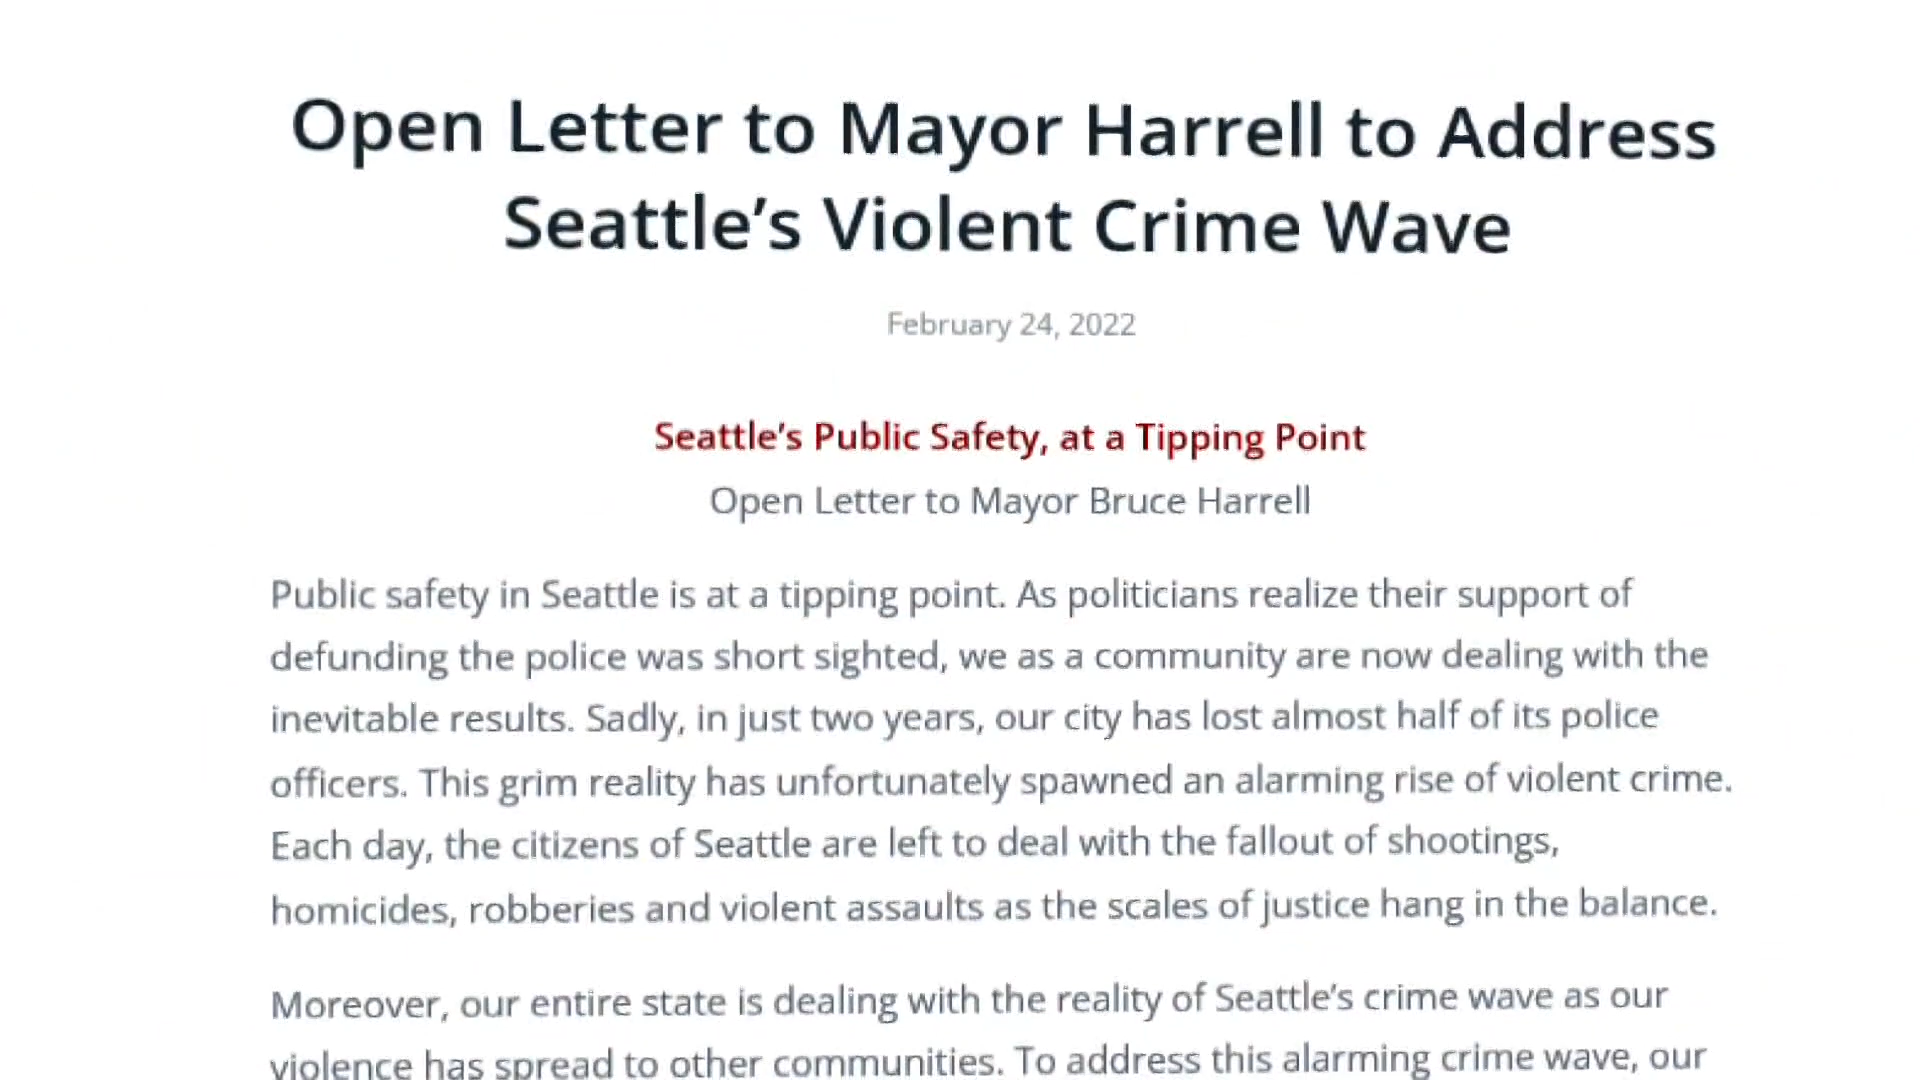 Open Letter to Mayor Harrell to Address
Seattle’s Violent Crime Wave
February 24, 2022
Seattle’s Public Safety, at a Tipping Point
Open Letter to Mayor Bruce Harrell
Public safety in Seattle is at a tipping point. As politicians realize their support of
defunding the police was short sighted, we as a community are now dealing with the
inevitable results. Sadly, in just two years, our city has lost almost half of its police
officers. This grim reality has unfortunately spawned an alarming rise of violent crime.
Each day, the citizens of Seattle are left to deal with the fallout of shootings,
homicides, robberies and violent assaults as the scales of justice hang in the balance.
Moreover, our entire state is dealing with the reality of Seattle’s crime wave as our
violence has spread to other communities. To address this alarming crime wave, our